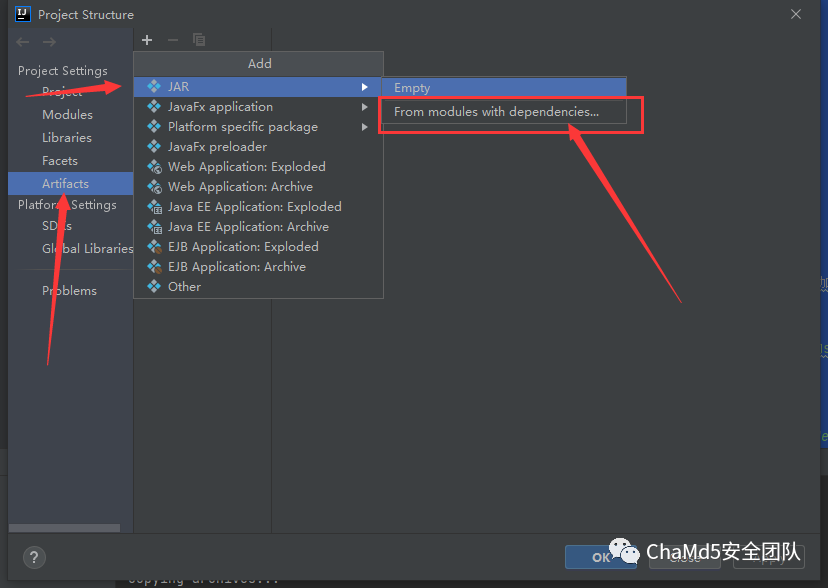 Project Structure
Add
Project Settings
Project
Modules
Libraries
Facets
Artifacts
Platform Settings
SDKs
Global Libraries
Problems
JAR
JavaFx application
Platform specific package
JavaFx preloader
Web Application: Exploded
Web Application: Archive
Java EE Application: Exploded
Java EE Application: Archive
EJB Application: Exploded
EJB Application: Archive
Other
Empty
From modules with dependencies...
?
OK
Close
Apply
ChaMd5安全团队
Copying archives...